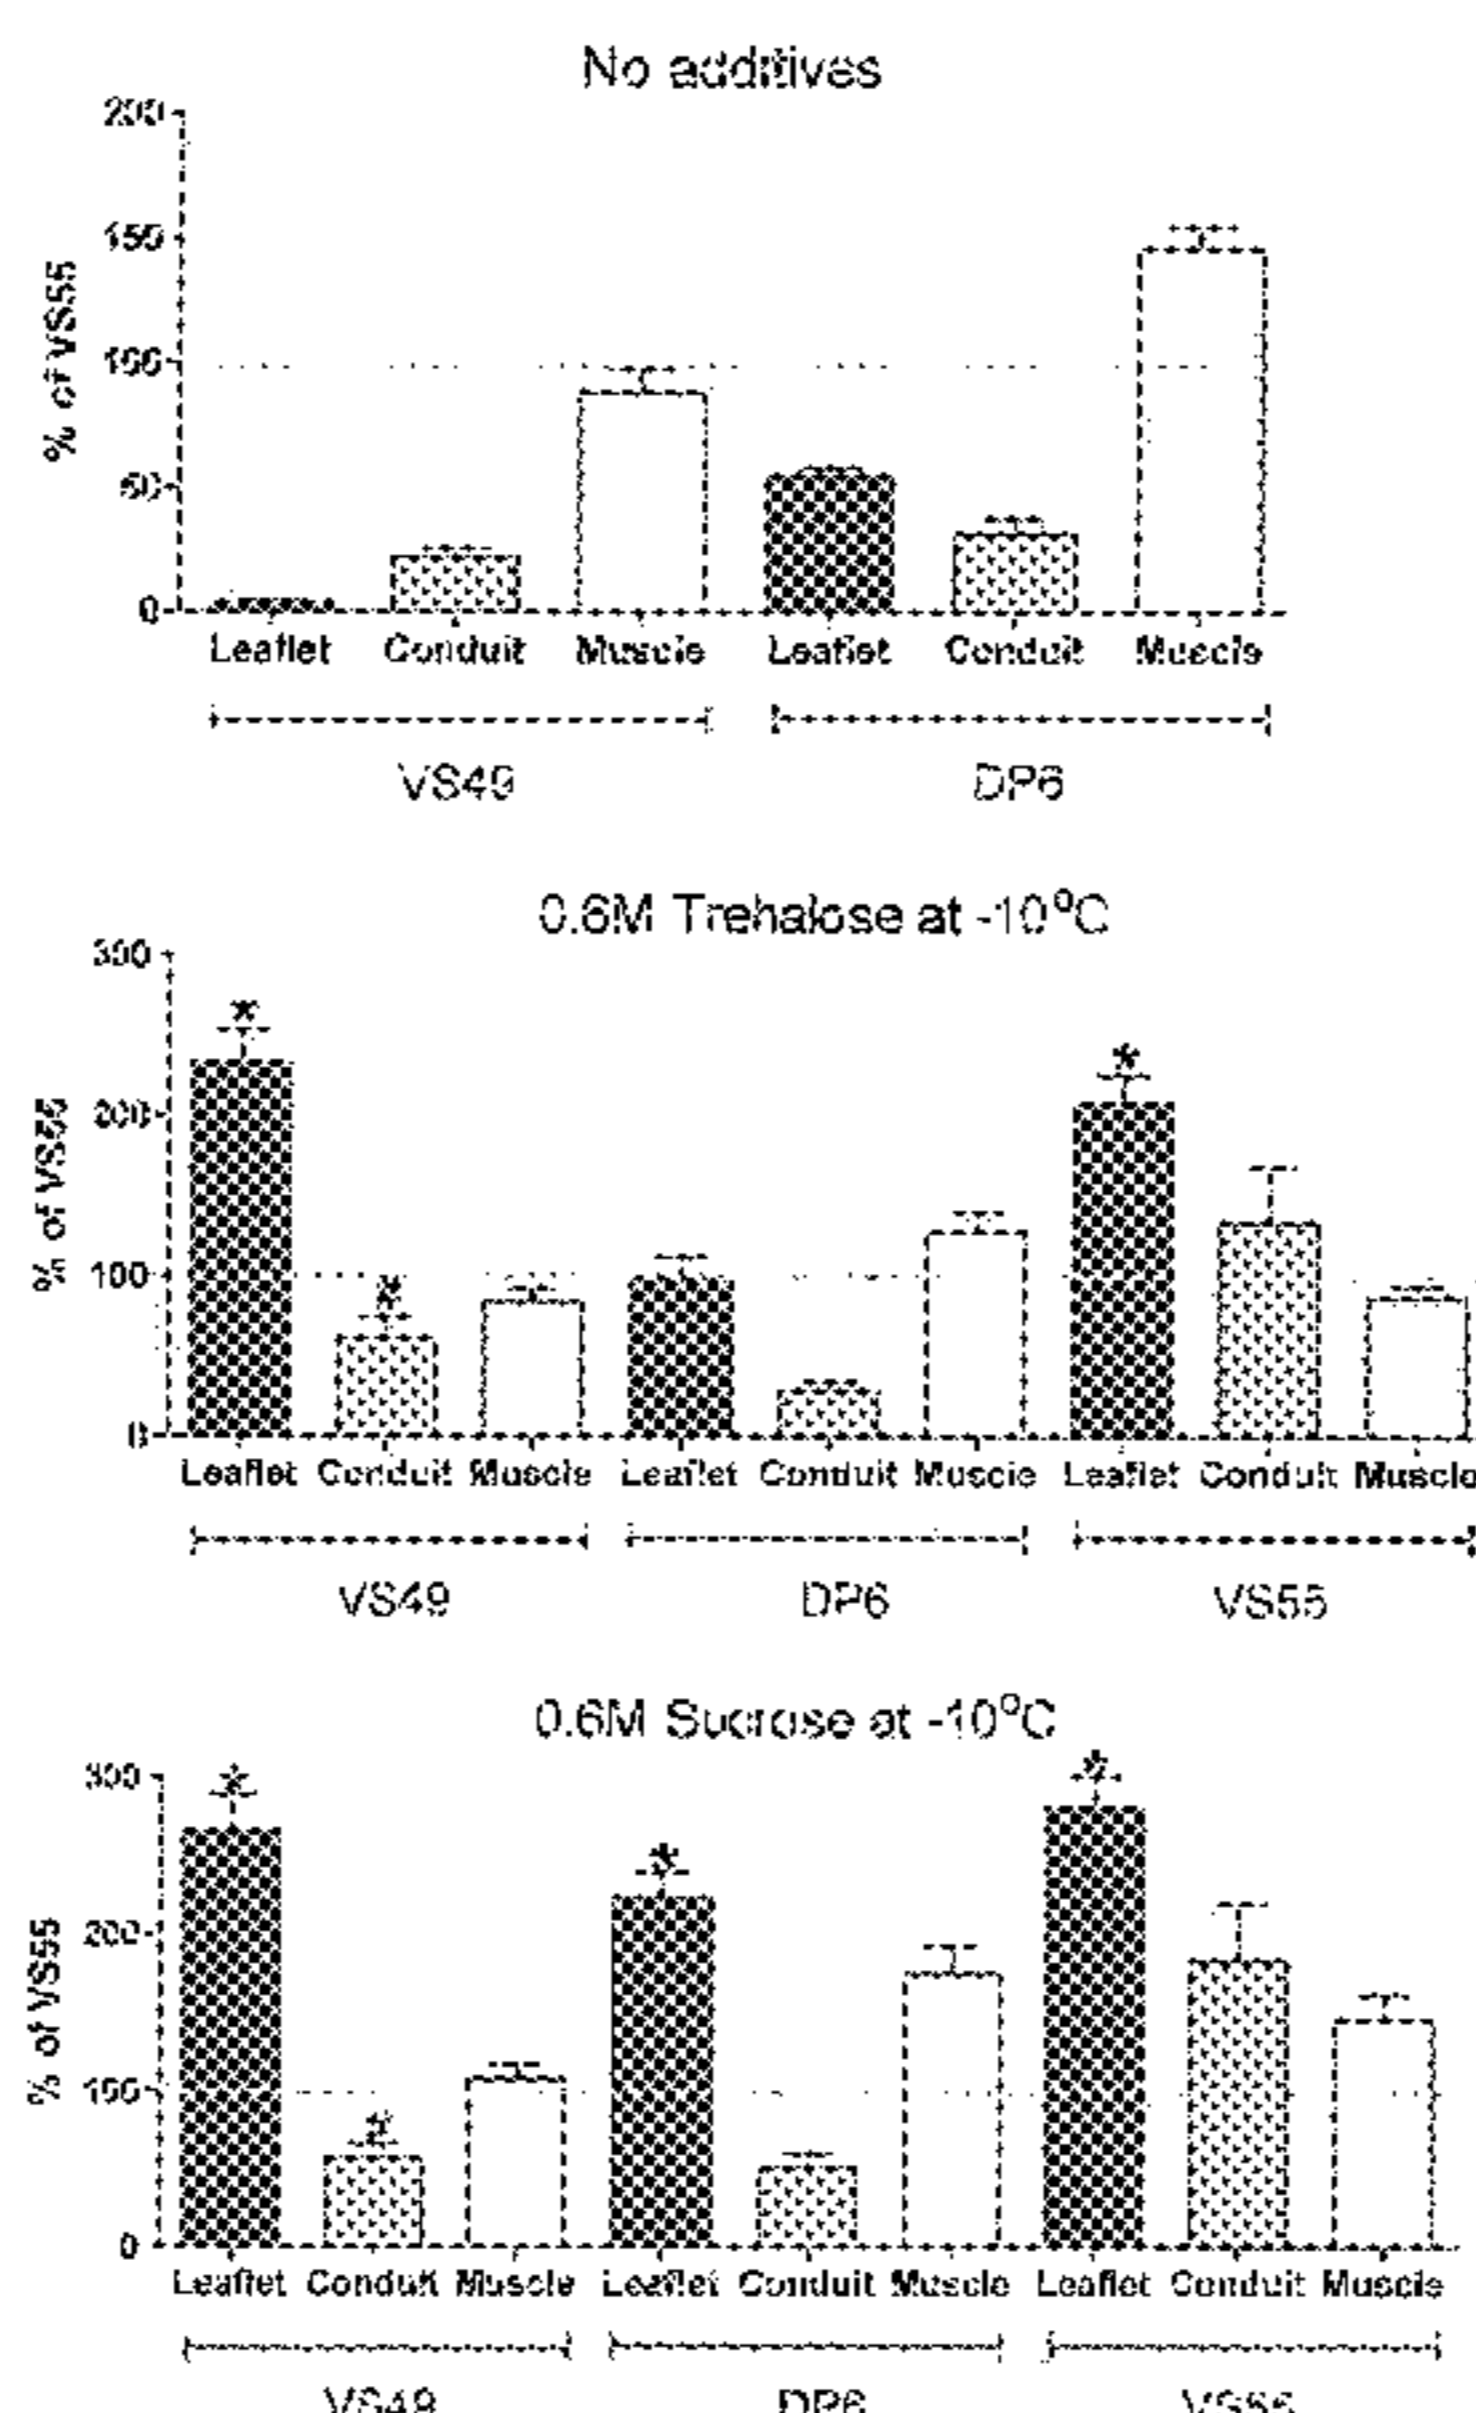 No additives
200
150
100
50
0
% of VS55
Leaflet Conduit Muscle Leaflet Conduit Muscle
VS49 DP6
0.6M Trehalose at -10°C
300
200
100
0
% of VS55
*
*
Leaflet Conduit Muscle Leaflet Conduit Muscle Leaflet Conduit Muscle
VS49 DP6 VS55
0.6M Sucrose at -10°C
300
200
100
0
% of VS55
*
*
Leaflet Conduit Muscle Leaflet Conduit Muscle Leaflet Conduit Muscle
VS49 DP6 VS55